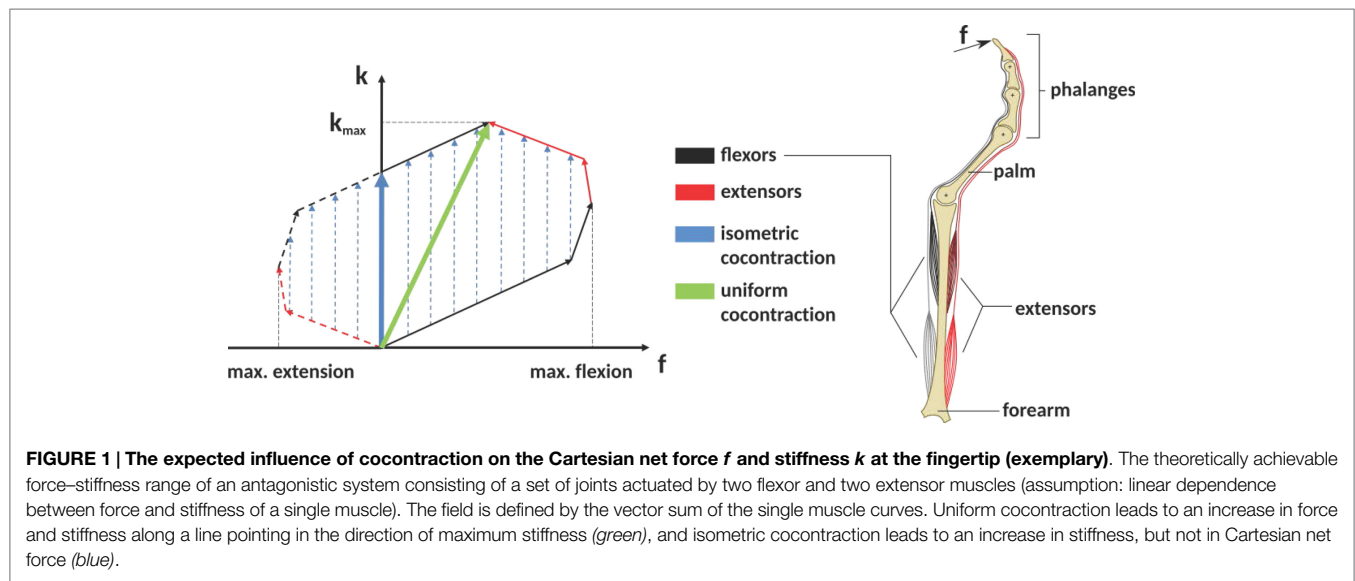 k
k max
max. extension
max. flexion
f
flexors
extensors
isometric
cocontraction
uniform
cocontraction
f
phalanges
palm
extensors
forearm
FIGURE 1 | The expected influence of cocontraction on the Cartesian net force f and stiffness k at the fingertip (exemplary). The theoretically achievable
force–stiffness range of an antagonistic system consisting of a set of joints actuated by two flexor and two extensor muscles (assumption: linear dependence
between force and stiffness of a single muscle). The field is defined by the vector sum of the single muscle curves. Uniform cocontraction leads to an increase in force
and stiffness along a line pointing in the direction of maximum stiffness (green), and isometric cocontraction leads to an increase in stiffness, but not in Cartesian net
force (blue).